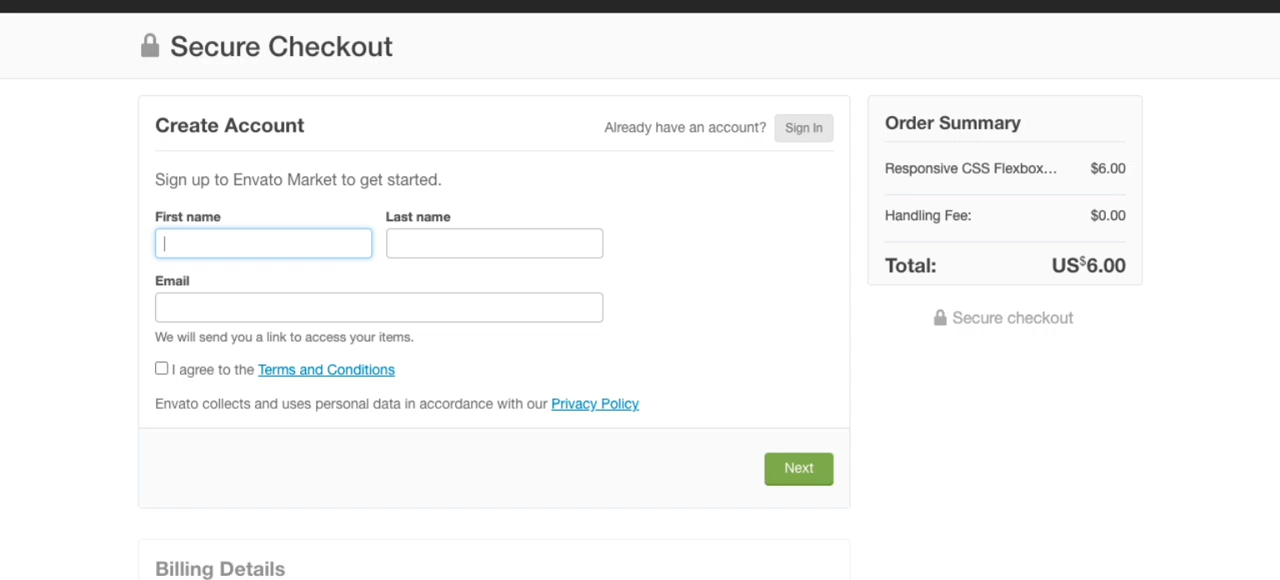 Secure Checkout
Create Account
Already have an account? Sign In
Sign up to Envato Market to get started.
First name Last name
Email
We will send you a link to access your items.
I agree to the Terms and Conditions
Envato collects and uses personal data in accordance with our Privacy Policy
Next
Billing Details
Order Summary
Responsive CSS Flexbox... $6.00
Handling Fee: $0.00
Total: US$6.00
Secure checkout